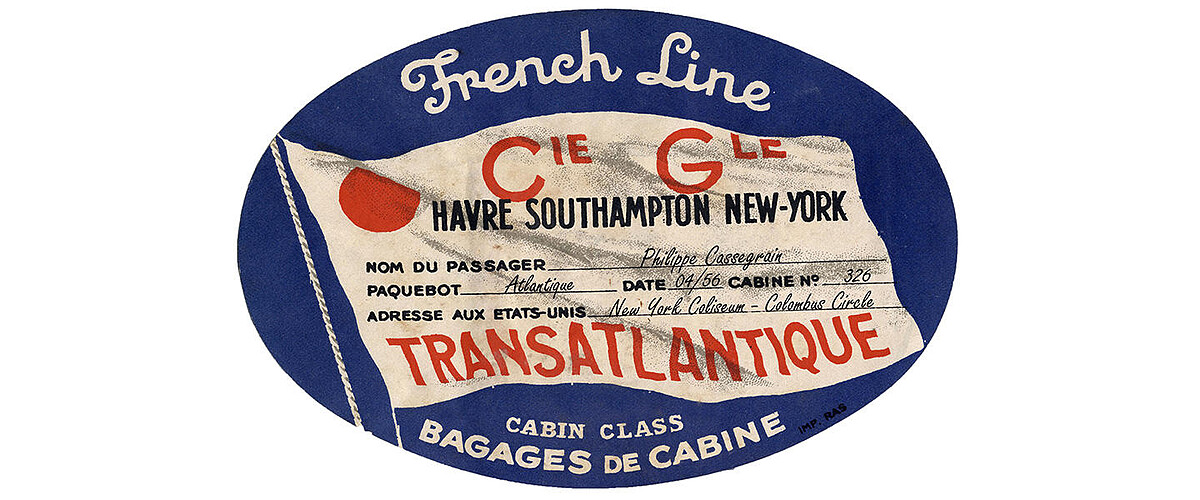 French Line
Cie Gle
HAVRE SOUTHAMPTON NEW-YORK
NOM DU PASSAGER Philippe Cassegrain
PAQUEBOT Atlantique DATE 04/56 CABINE No 326
ADRESSE AUX ETATS-UNIS New York Coliseum - Colombus Circle
TRANSATLANTIQUE
CABIN CLASS
BAGAGES DE CABINE
IMP. RAS